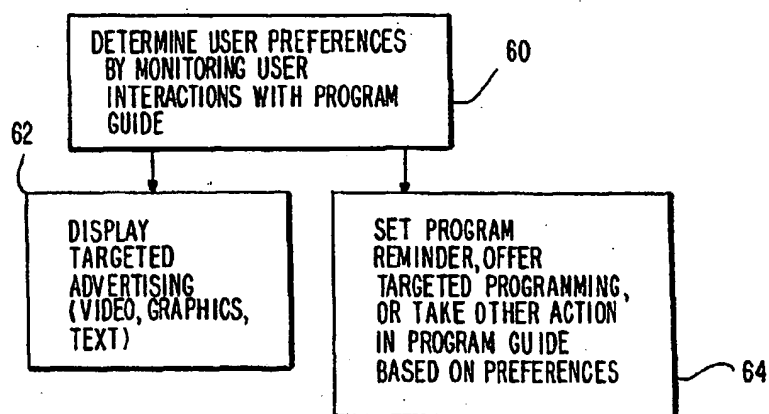 DETERMINE USER PREFERENCES
BY MONITORING USER
INTERACTIONS WITH PROGRAM
GUIDE
60
62
DISPLAY
TARGETED
ADVERTISING
(VIDEO, GRAPHICS,
TEXT)
SET PROGRAM
REMINDER, OFFER
TARGETED PROGRAMMING,
OR TAKE OTHER ACTION
IN PROGRAM GUIDE
BASED ON PREFERENCES
64